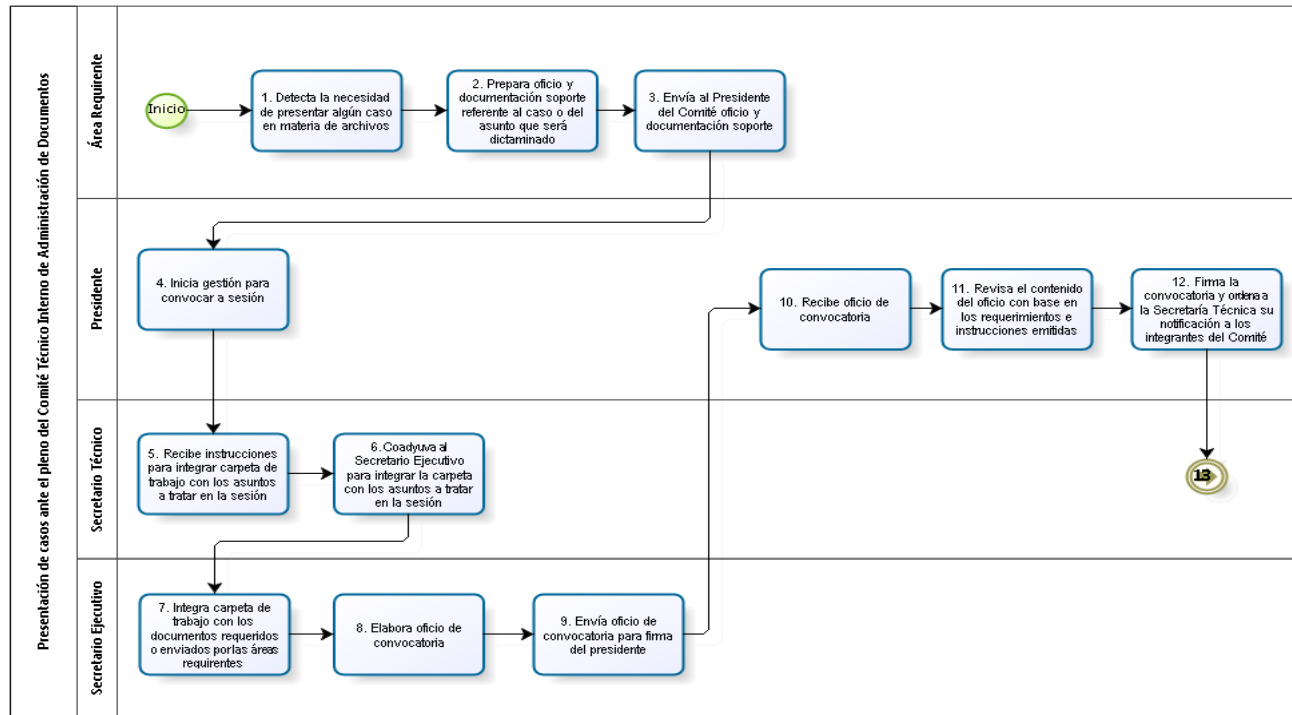 Presentación de casos ante el pleno del Comité Técnico Interno de Administración de Documentos
Área Requirente
Inicio
1. Detecta la necesidad
de presentar algún caso
en materia de archivos
2. Prepara oficio y
documentación soporte
referente al caso o del
asunto que será
dictaminado
3. Envía al Presidente
del Comité oficio y
documentación soporte
Presidente
4. Inicia gestión para
convocar a sesión
10. Recibe oficio de
convocatoria
11. Revisa el contenido
del oficio con base en
los requerimientos e
instrucciones emitidas
12. Firma la
convocatoria y ordena a
la Secretaría Técnica su
notificación a los
integrantes del Comité
Secretario Técnico
5. Recibe instrucciones
para integrar carpeta de
trabajo con los asuntos
a tratar en la sesión
6. Coadyuva al
Secretario Ejecutivo
para integrar la carpeta
con los asuntos a tratar
en la sesión
13
Secretario Ejecutivo
7. Integra carpeta de
trabajo con los
documentos requeridos
o enviados por las áreas
requirentes
8. Elabora oficio de
convocatoria
9. Envía oficio de
convocatoria para firma
del presidente